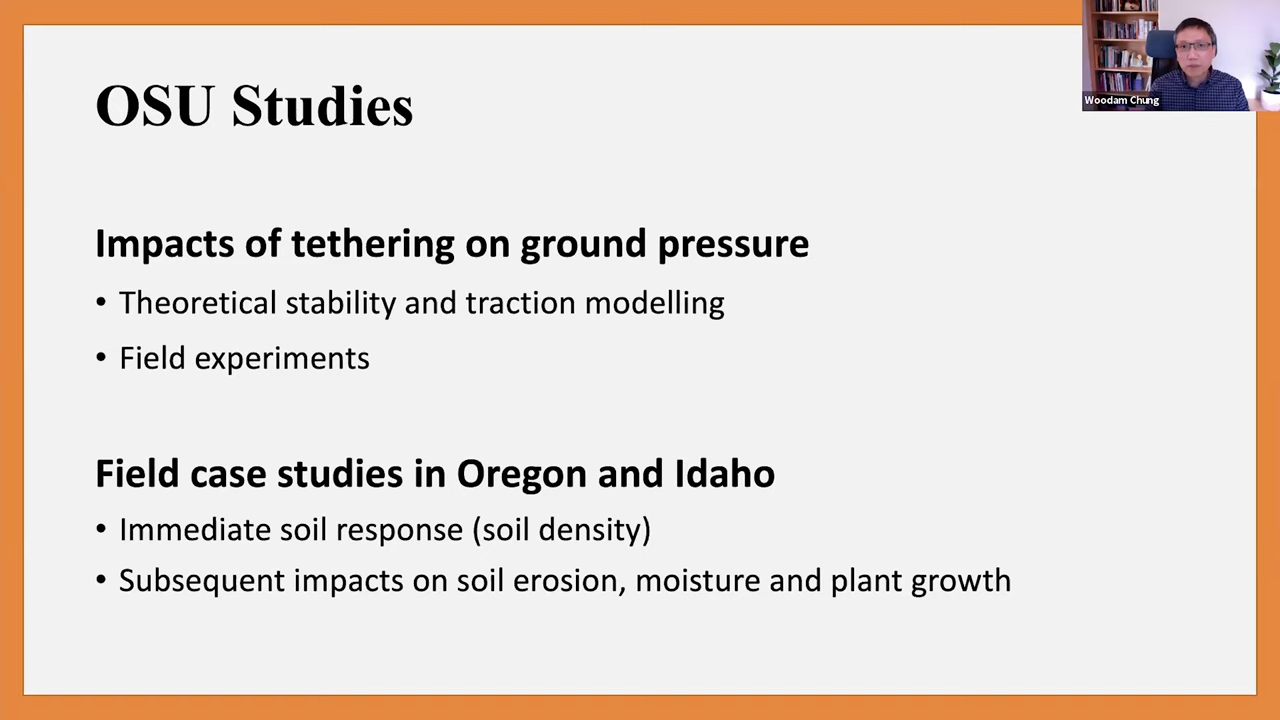 OSU Studies
Woodam Chung
Impacts of tethering on ground pressure
• Theoretical stability and traction modelling
• Field experiments
Field case studies in Oregon and Idaho
• Immediate soil response (soil density)
• Subsequent impacts on soil erosion, moisture and plant growth